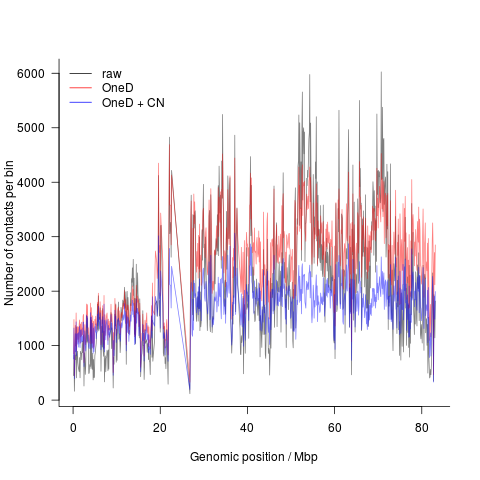 raw
OneD
OneD + CN
Number of contacts per bin
6000
5000
4000
3000
2000
1000
0
0 20 40 60 80
Genomic position / Mbp